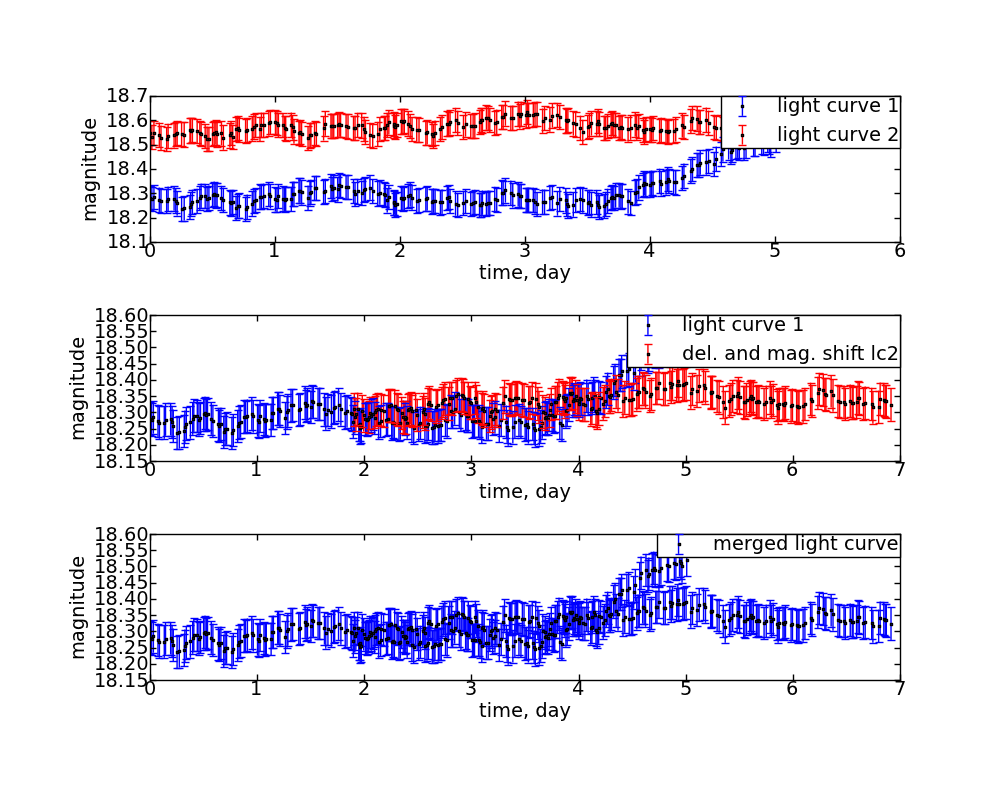 18.7
light curve 1
18.6
light curve 2
18.5
18.4
18.3
18.2
18.1
magnitude
0 1 2 3 4 5 6
time, day
18.60
light curve 1
18.55
18.50
del. and mag. shift lc2
18.45
18.40
18.35
18.30
18.25
18.20
18.15
magnitude
0 1 2 3 4 5 6 7
time, day
18.60
merged light curve
18.55
18.50
18.45
18.40
18.35
18.30
18.25
18.20
18.15
magnitude
0 1 2 3 4 5 6 7
time, day